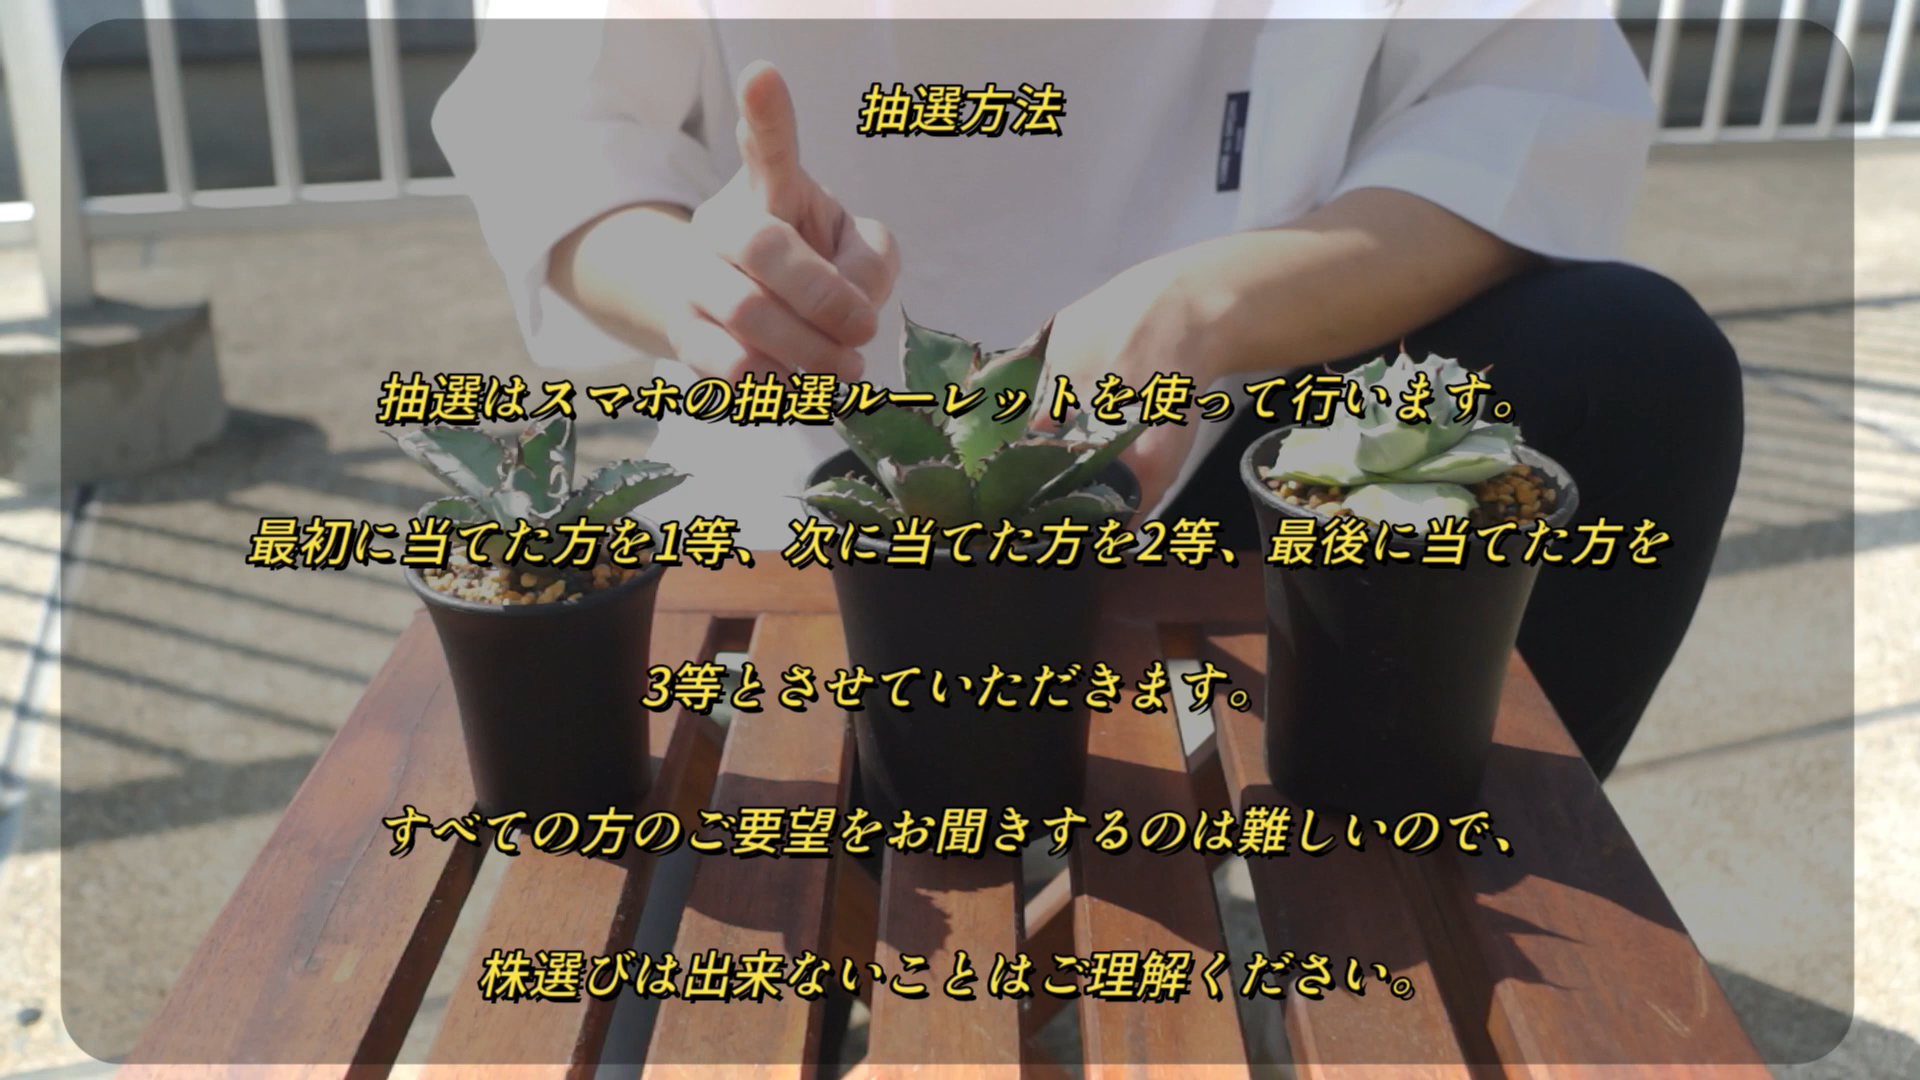 抽選方法
抽選はスマホの抽選ルーレットを使って行います。
最初に当てた方を1等、次に当てた方を2等、最後に当てた方を
3等とさせていただきます。
すべての方のご要望をお聞きするのは難しいので、
株選びは出来ないことはご理解ください。